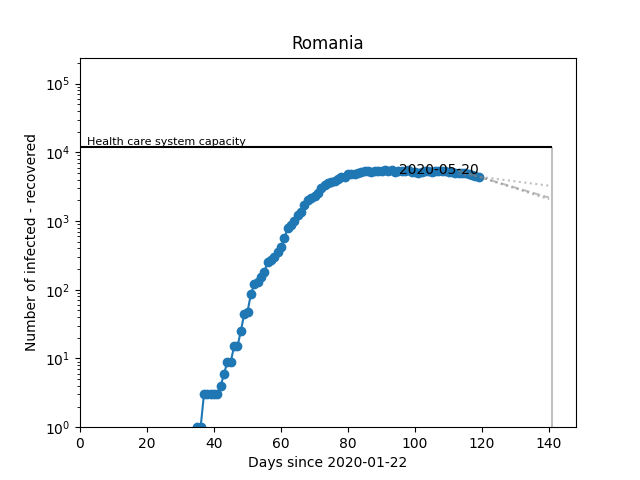 Romania
Number of infected - recovered
10^5
10^4
10^3
10^2
10^1
10^0
Health care system capacity
2020-05-20
0 20 40 60 80 100 120 140
Days since 2020-01-22